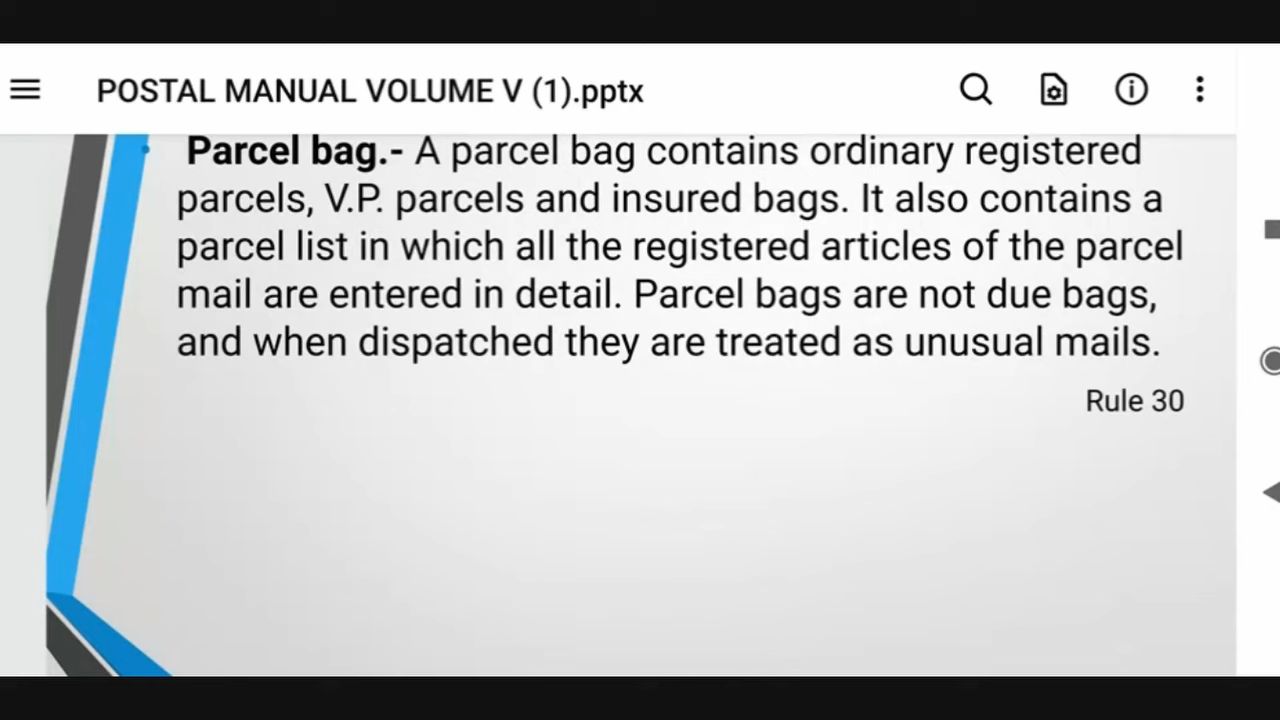 POSTAL MANUAL VOLUME V (1).pptx
Parcel bag.- A parcel bag contains ordinary registered
parcels, V.P. parcels and insured bags. It also contains a
parcel list in which all the registered articles of the parcel
mail are entered in detail. Parcel bags are not due bags,
and when dispatched they are treated as unusual mails.
Rule 30